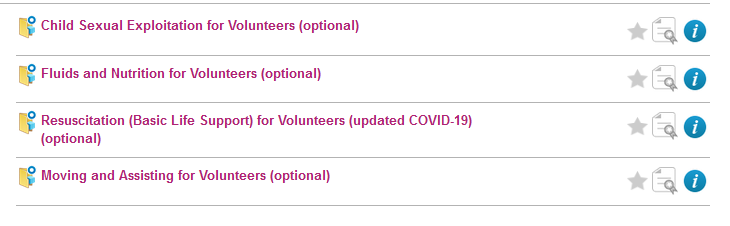 Child Sexual Exploitation for Volunteers (optional)
Fluids and Nutrition for Volunteers (optional)
Resuscitation (Basic Life Support) for Volunteers (updated COVID-19)
(optional)
Moving and Assisting for Volunteers (optional)